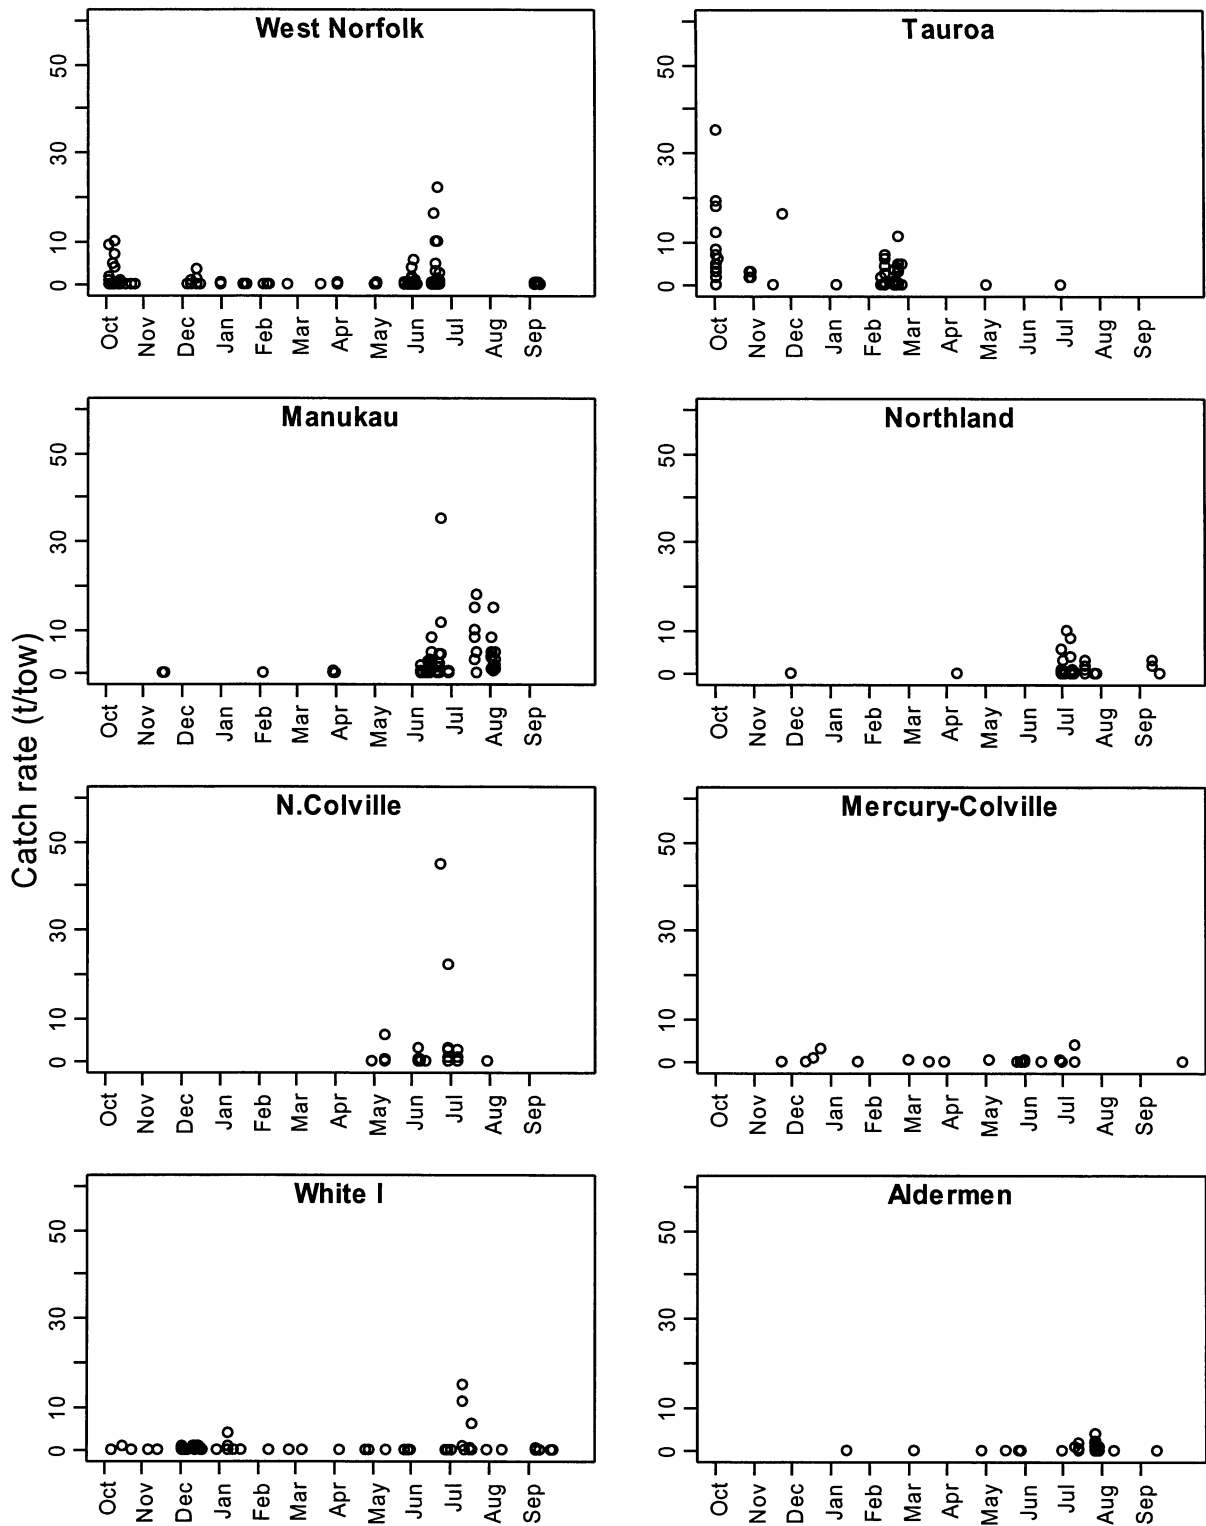 West Norfolk
50
30
10
0
Oct Nov Dec Jan Feb Mar Apr May Jun Jul Aug Sep
Tauroa
50
30
10
0
Oct Nov Dec Jan Feb Mar Apr May Jun Jul Aug Sep
Catch rate (t/tow)
Manukau
50
30
10
0
Oct Nov Dec Jan Feb Mar Apr May Jun Jul Aug Sep
Northland
50
30
10
0
Oct Nov Dec Jan Feb Mar Apr May Jun Jul Aug Sep
N.Colville
50
30
10
0
Oct Nov Dec Jan Feb Mar Apr May Jun Jul Aug Sep
Mercury-Colville
50
30
10
0
Oct Nov Dec Jan Feb Mar Apr May Jun Jul Aug Sep
White I
50
30
10
0
Oct Nov Dec Jan Feb Mar Apr May Jun Jul Aug Sep
Aldermen
50
30
10
0
Oct Nov Dec Jan Feb Mar Apr May Jun Jul Aug Sep